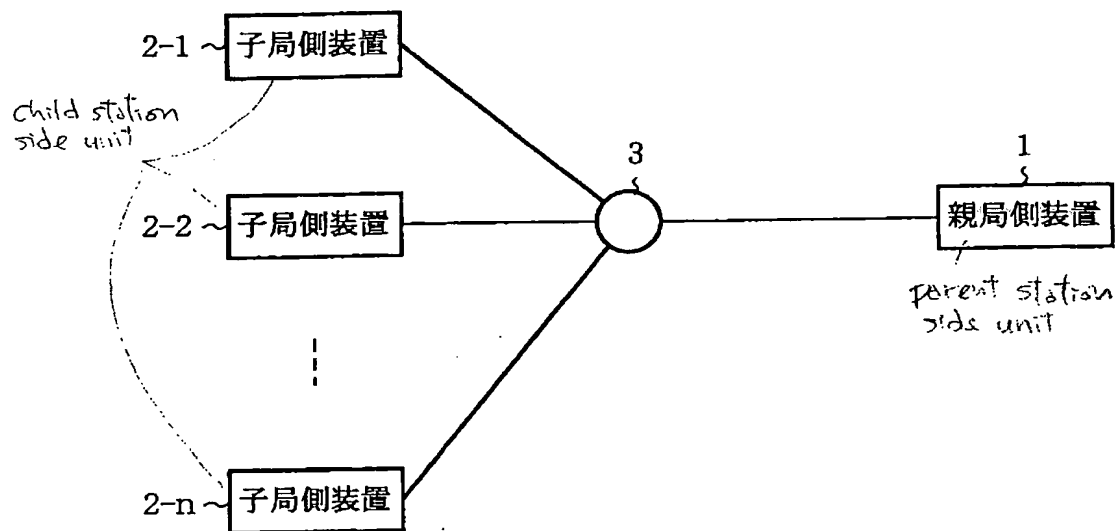 2-1
子局側装置
child station
side unit
3
1
2-2
子局側装置
親局側装置
parent station
side unit
2-n
子局側装置